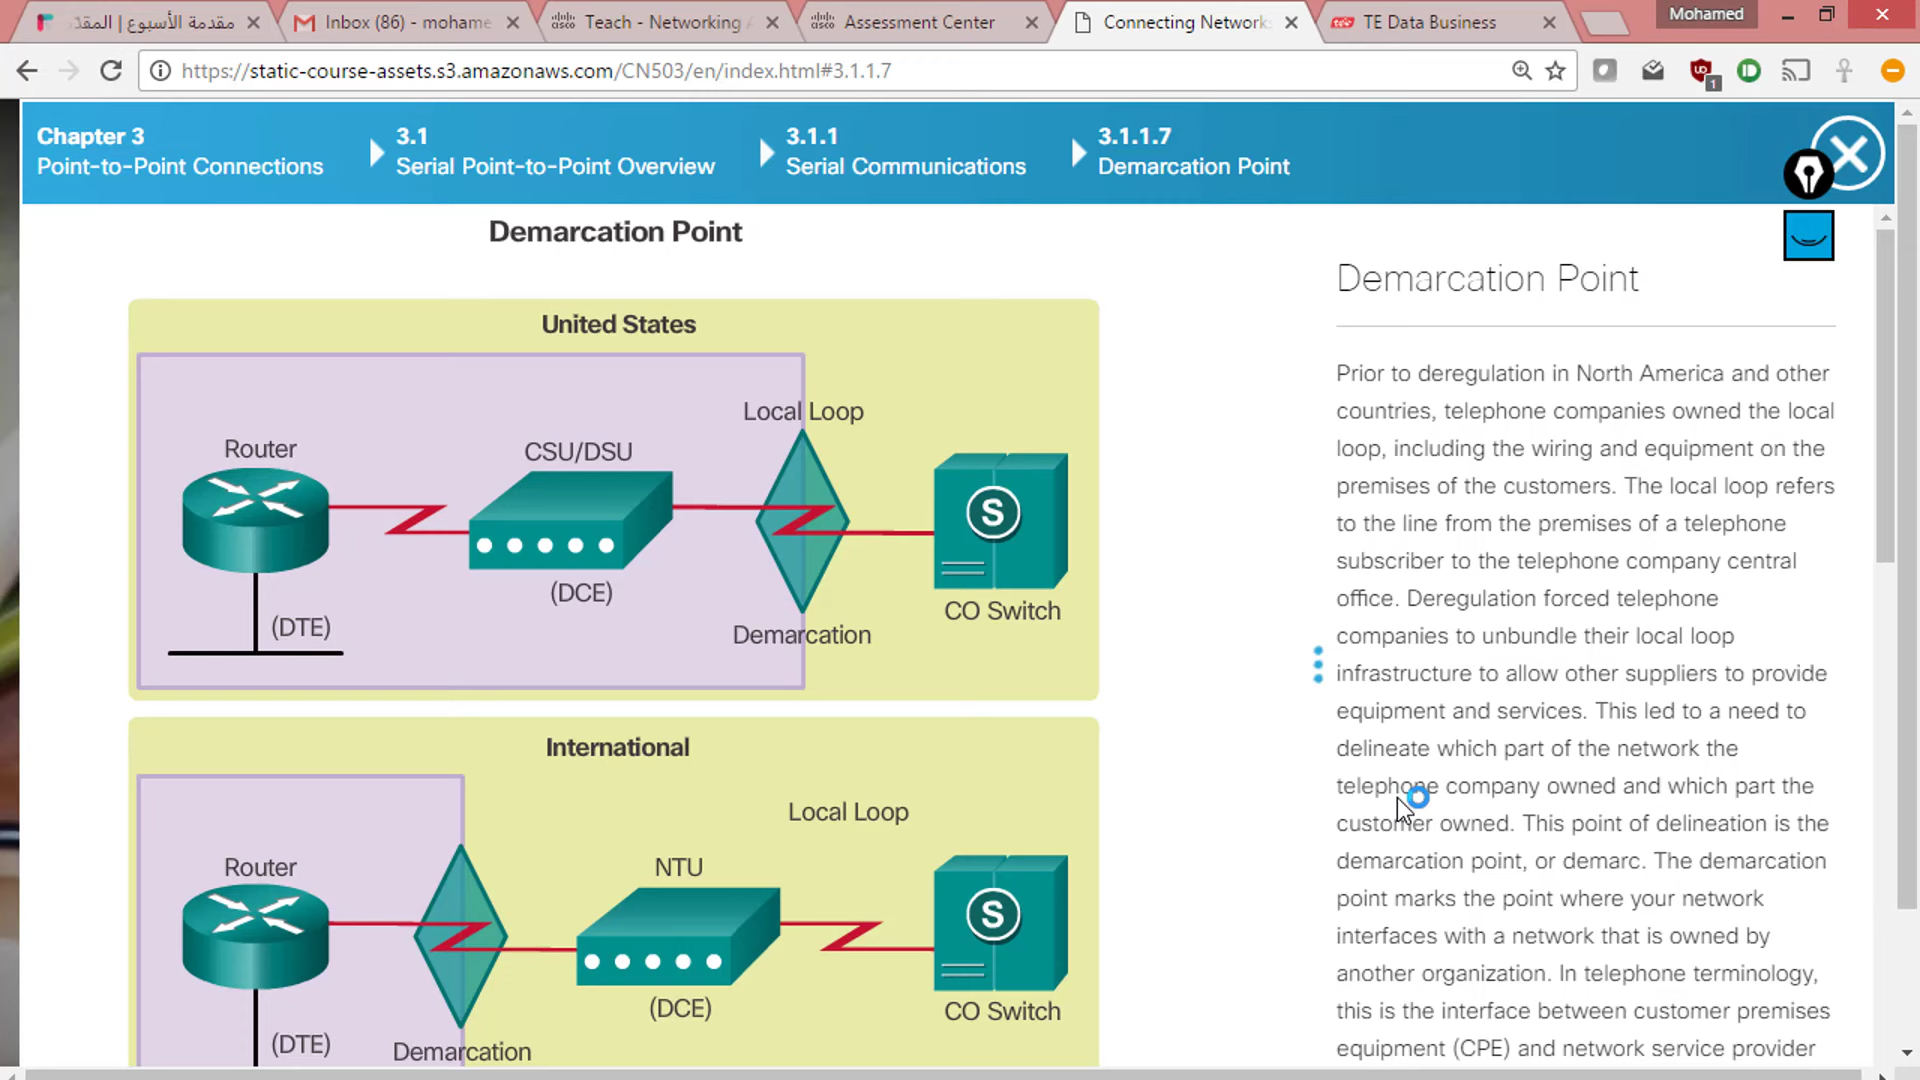 مقدمة الأسبوع | المقد
Inbox (86) - mohame
Teach - Networking
Assessment Center
Connecting Network
TE Data Business
Mohamed
https://static-course-assets.s3.amazonaws.com/CN503/en/index.html#3.1.1.7
1
Chapter 3
Point-to-Point Connections
3.1
Serial Point-to-Point Overview
3.1.1
Serial Communications
3.1.1.7
Demarcation Point
Demarcation Point
United States
Local Loop
Router
CSU/DSU
S
(DCE)
CO Switch
(DTE)
Demarcation
International
Local Loop
Router
NTU
S
(DCE)
CO Switch
(DTE)
Demarcation
Demarcation Point
Prior to deregulation in North America and other
countries, telephone companies owned the local
loop, including the wiring and equipment on the
premises of the customers. The local loop refers
to the line from the premises of a telephone
subscriber to the telephone company central
office. Deregulation forced telephone
companies to unbundle their local loop
infrastructure to allow other suppliers to provide
equipment and services. This led to a need to
delineate which part of the network the
telephone company owned and which part the
customer owned. This point of delineation is the
demarcation point, or demarc. The demarcation
point marks the point where your network
interfaces with a network that is owned by
another organization. In telephone terminology,
this is the interface between customer premises
equipment (CPE) and network service provider